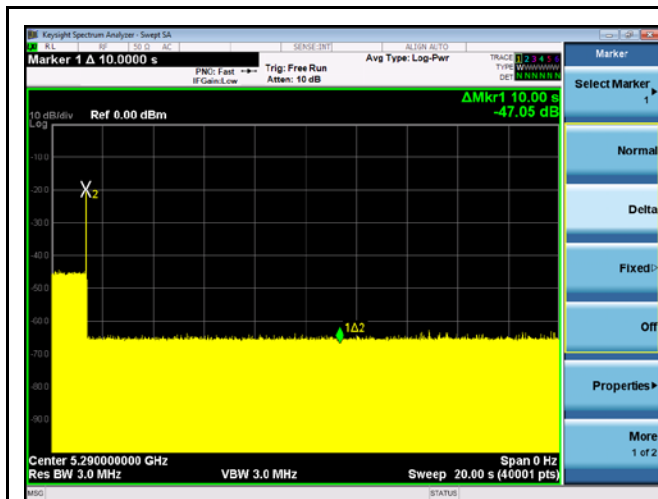 Keysight Spectrum Analyzer - Swept SA
RL RF 50 Ω AC SENSE:INT ALIGN AUTO
Marker 1 Δ 10.0000 s
PNO: Fast
IFGain:Low
Trig: Free Run
Atten: 10 dB
Avg Type: Log-Pwr
TRACE 1 2 3 4 5 6
TYPE WWWWWW
DET N N N N N N
ΔMkr1 10.00 s
-47.05 dB
10 dB/div Ref 0.00 dBm
Log
-10.0
-20.0
-30.0
-40.0
-50.0
-60.0
-70.0
-80.0
-90.0
X2
1Δ2
Center 5.290000000 GHz
Span 0 Hz
Res BW 3.0 MHz
VBW 3.0 MHz
Sweep 20.00 s (40001 pts)
MSG
STATUS
Marker
Select Marker
1
Normal
Delta
Fixed
Off
Properties
More
1 of 2